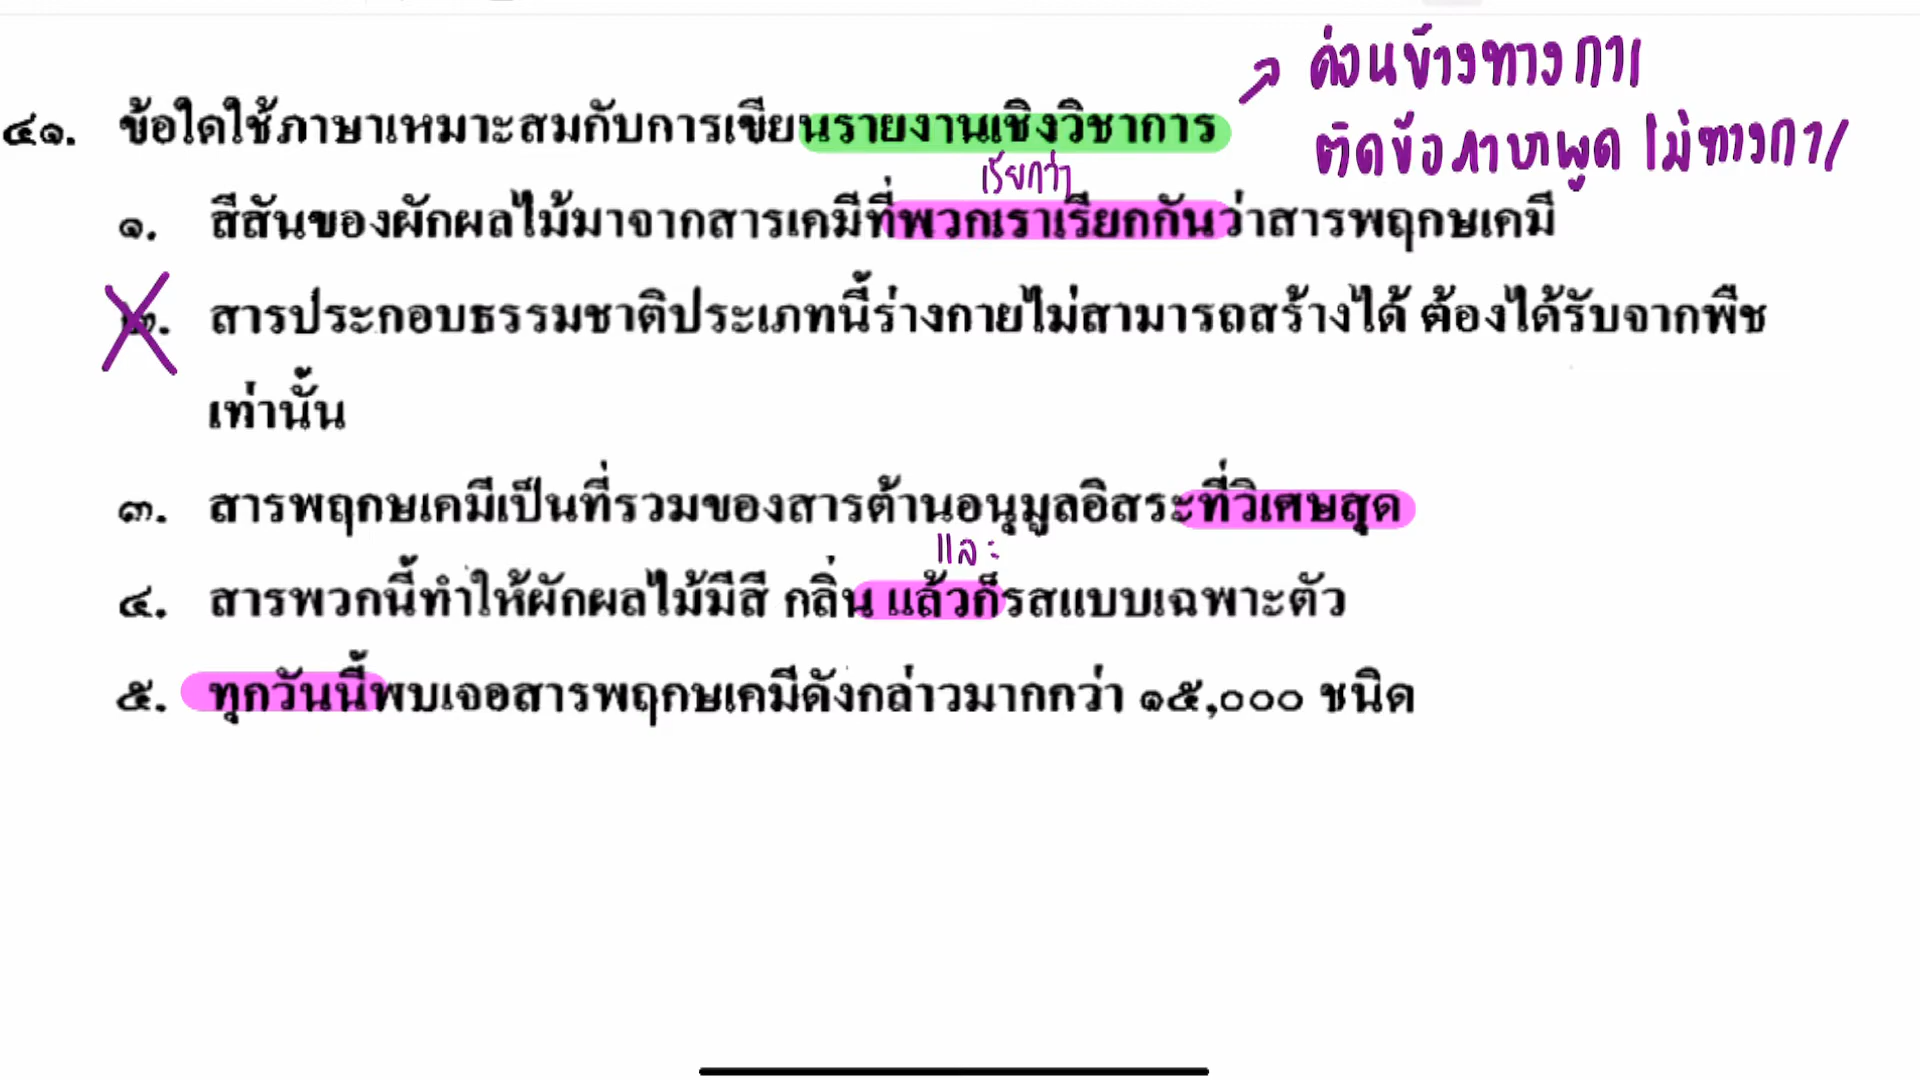 ค่อนข้างทางการ
๔๑. ข้อใดใช้ภาษาเหมาะสมกับการเขียนรายงานเชิงวิชาการ
ติดข้อภาษาพูด ไม่ทางการ
เรียกว่า
๑. สีสันของผักผลไม้มาจากสารเคมีที่พวกเราเรียกกันว่าสารพฤกษเคมี
๒. สารประกอบธรรมชาติประเภทนี้ร่างกายไม่สามารถสร้างได้ ต้องได้รับจากพืช
เท่านั้น
๓. สารพฤกษเคมีเป็นที่รวมของสารต้านอนุมูลอิสระที่วิเศษสุด
และ
๔. สารพวกนี้ทำให้ผักผลไม้มีสี กลิ่น แล้วก็รสแบบเฉพาะตัว
๕. ทุกวันนี้พบเจอสารพฤกษเคมีดังกล่าวมากกว่า ๑๕,๐๐๐ ชนิด